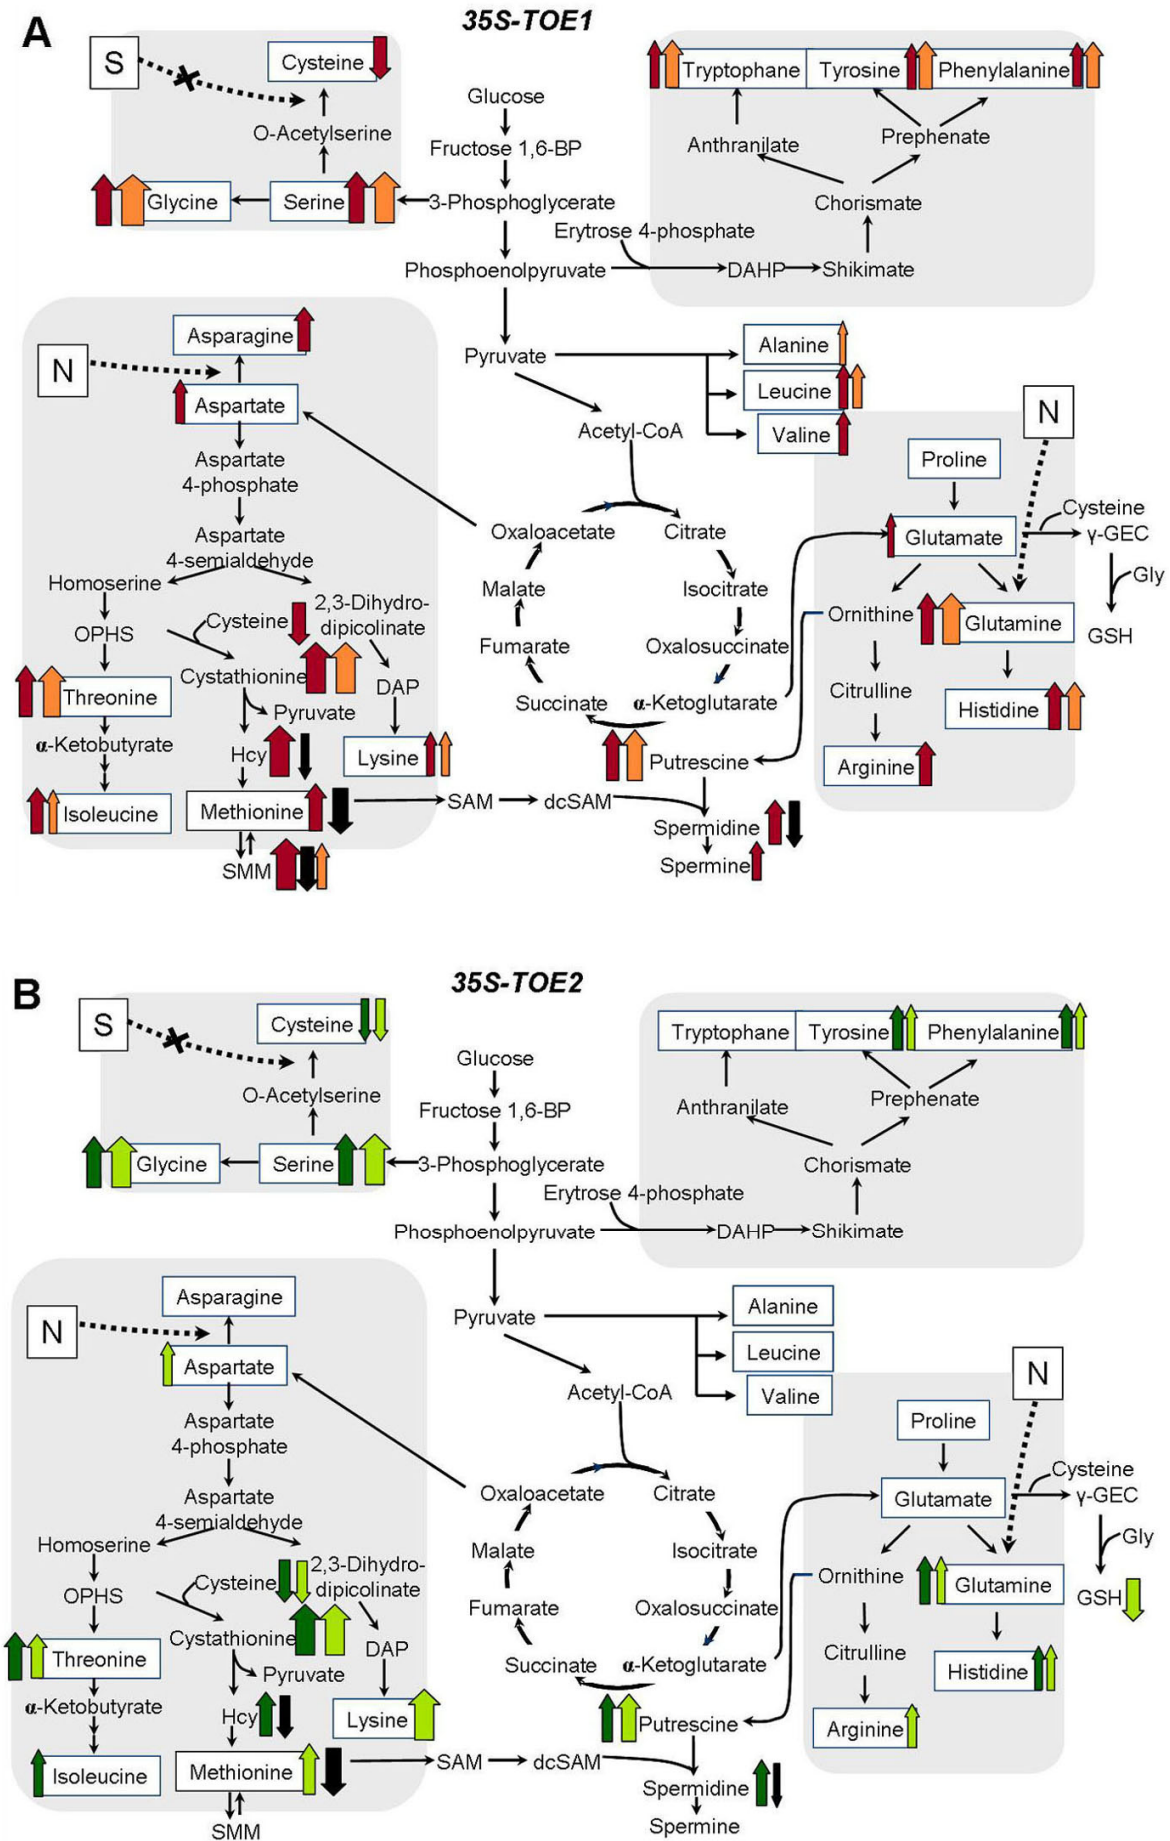 A
35S-TOE1
S
Cysteine
Glucose
Tryptophane
Tyrosine
Phenylalanine
O-Acetylserine
Fructose 1,6-BP
Anthranilate
Prephenate
Glycine
Serine
3-Phosphoglycerate
Chorismate
Erytrose 4-phosphate
Phosphoenolpyruvate
DAHP
Shikimate
Asparagine
N
Pyruvate
Alanine
Leucine
Valine
Aspartate
Acetyl-CoA
N
Aspartate
4-phosphate
Proline
Aspartate
4-semialdehyde
Oxaloacetate
Citrate
Glutamate
Cysteine
γ-GEC
Homoserine
Malate
Isocitrate
Gly
OPHS
Cysteine
2,3-Dihydro-
dipicolinate
Fumarate
Oxalosuccinate
Ornithine
Glutamine
GSH
Threonine
Cystathionine
DAP
Succinate
α-Ketoglutarate
Citrulline
Histidine
Pyruvate
α-Ketobutyrate
Hcy
Lysine
Putrescine
Arginine
Isoleucine
Methionine
SAM
dcSAM
Spermidine
SMM
Spermine
B
35S-TOE2
S
Cysteine
Glucose
Tryptophane
Tyrosine
Phenylalanine
O-Acetylserine
Fructose 1,6-BP
Anthranilate
Prephenate
Glycine
Serine
3-Phosphoglycerate
Chorismate
Erytrose 4-phosphate
Phosphoenolpyruvate
DAHP
Shikimate
Asparagine
N
Pyruvate
Alanine
Leucine
Valine
Aspartate
Acetyl-CoA
N
Aspartate
4-phosphate
Proline
Aspartate
4-semialdehyde
Oxaloacetate
Citrate
Glutamate
Cysteine
γ-GEC
Homoserine
Malate
Isocitrate
Gly
OPHS
Cysteine
2,3-Dihydro-
dipicolinate
Fumarate
Oxalosuccinate
Ornithine
Glutamine
GSH
Threonine
Cystathionine
DAP
Succinate
α-Ketoglutarate
Citrulline
Histidine
Pyruvate
α-Ketobutyrate
Hcy
Lysine
Putrescine
Arginine
Isoleucine
Methionine
SAM
dcSAM
Spermidine
SMM
Spermine